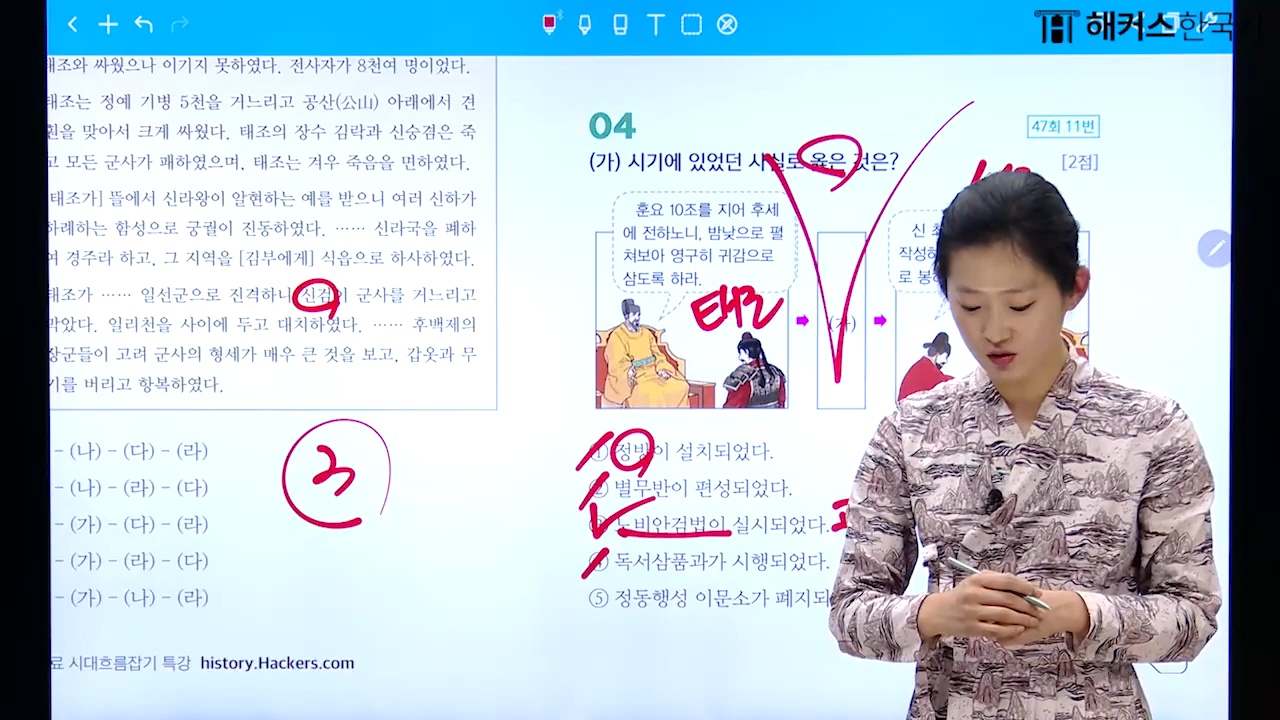 해커스한국
태조와 싸웠으나 이기지 못하였다. 전사자가 8천여 명이었다.
태조는 정예 기병 5천을 거느리고 공산(公山) 아래에서 견
훤을 맞아서 크게 싸웠다. 태조의 장수 김락과 신숭겸은 죽
고 모든 군사가 패하였으며, 태조는 겨우 죽음을 면하였다.
태조가] 뜰에서 신라왕이 알현하는 예를 받으니 여러 신하가
하례하는 함성으로 궁궐이 진동하였다. …… 신라국을 폐하
여 경주라 하고, 그 지역을 [김부에게] 식읍으로 하사하였다.
태조가 …… 일선군으로 진격하니 신검이 군사를 거느리고
막았다. 일리천을 사이에 두고 대치하였다. …… 후백제의
장군들이 고려 군사의 형세가 매우 큰 것을 보고, 갑옷과 무
기를 버리고 항복하였다.
– (나) – (다) – (라)
– (나) – (라) – (다)
– (가) – (다) – (라)
– (가) – (라) – (다)
– (가) – (나) – (라)
3
료 시대흐름잡기 특강 history.Hackers.com
04
47회 11번
(가) 시기에 있었던 사실로 옳은 것은?
[2점]
훈요 10조를 지어 후세
에 전하노니, 밤낮으로 펼
쳐보아 영구히 귀감으로
삼도록 하라.
태조
(가)
신 최
작성하
로 봉
① 정방이 설치되었다.
② 별무반이 편성되었다.
③ 노비안검법이 실시되었다.
④ 독서삼품과가 시행되었다.
⑤ 정동행성 이문소가 폐지되